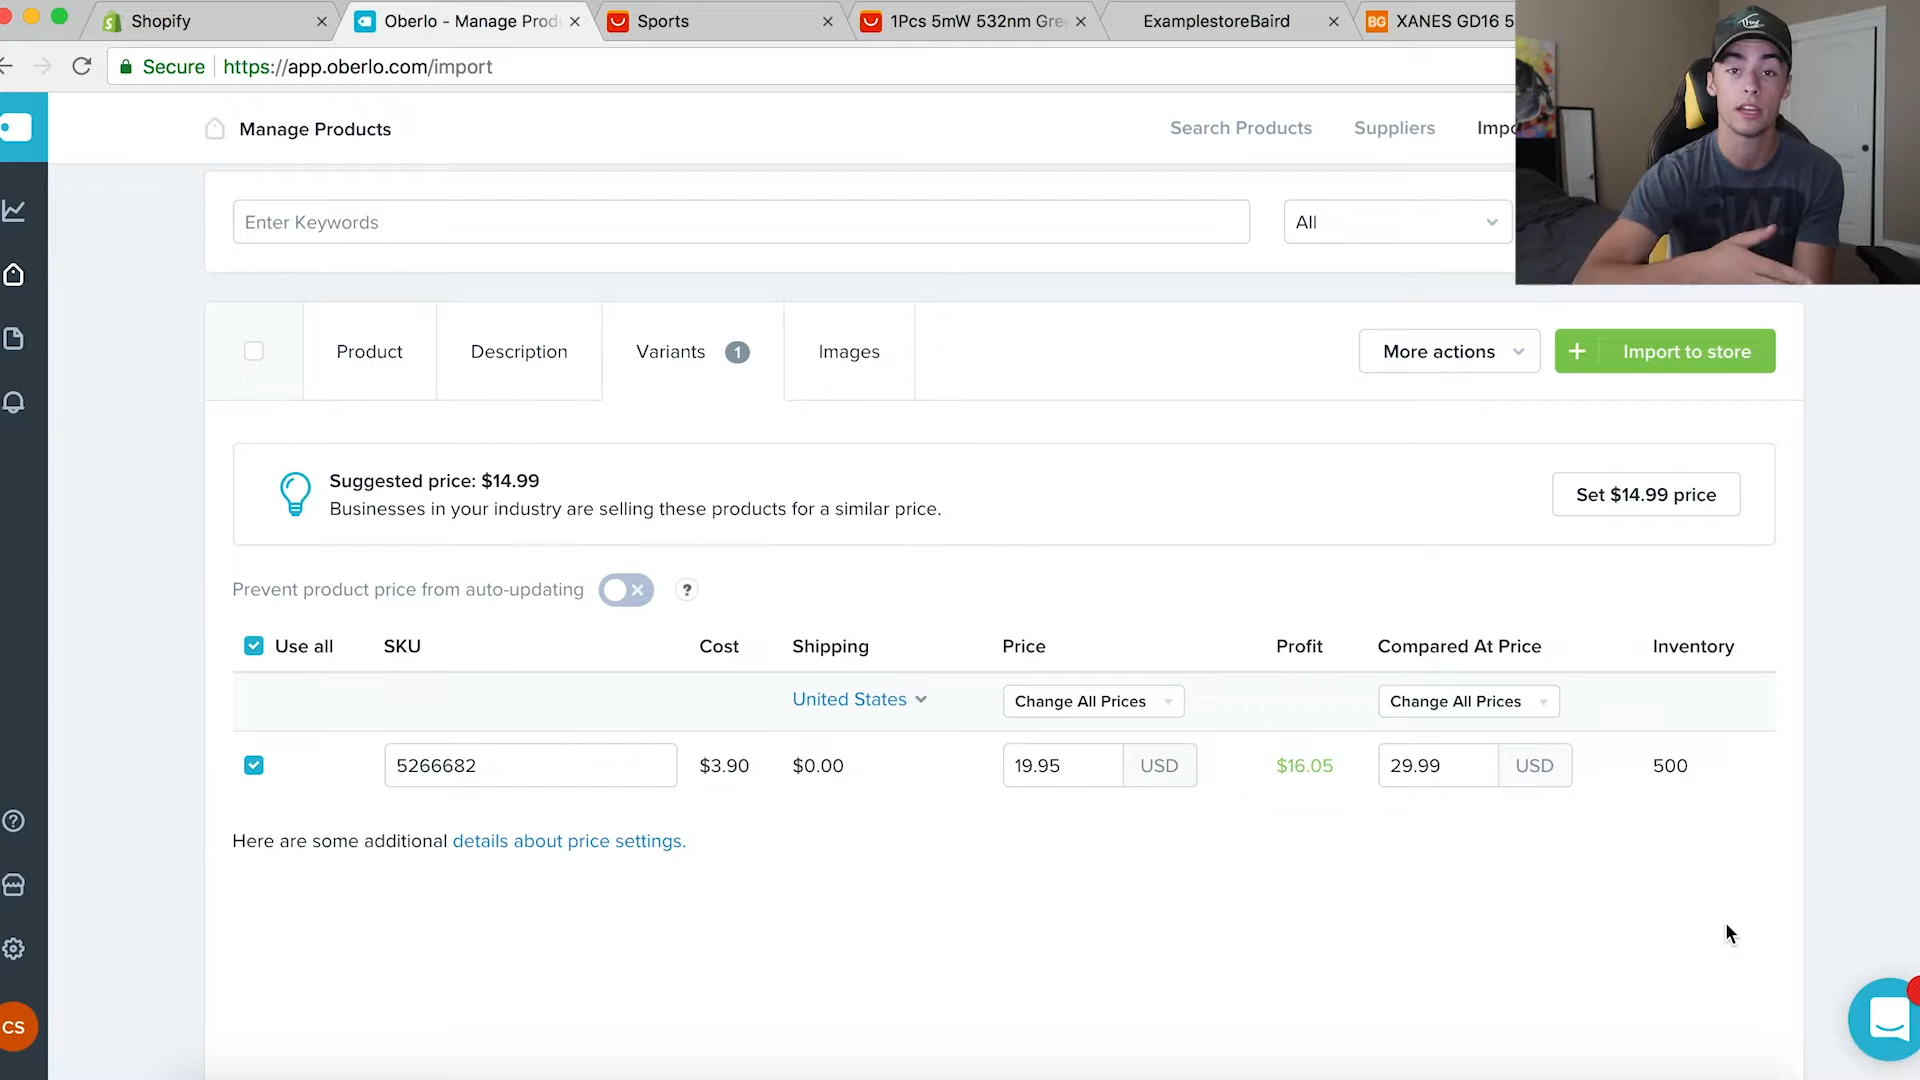 Shopify
Oberlo - Manage Prod
Sports
1Pcs 5mW 532nm Gre
ExamplestoreBaird
BG XANES GD16 5
Secure
https://app.oberlo.com/import
Manage Products
Search Products
Suppliers
Impo
Enter Keywords
All
Product
Description
Variants 1
Images
More actions
+ Import to store
Suggested price: $14.99
Businesses in your industry are selling these products for a similar price.
Set $14.99 price
Prevent product price from auto-updating
?
Use all
SKU
Cost
Shipping
Price
Profit
Compared At Price
Inventory
United States
Change All Prices
Change All Prices
5266682
$3.90
$0.00
19.95
USD
$16.05
29.99
USD
500
Here are some additional details about price settings.
CS